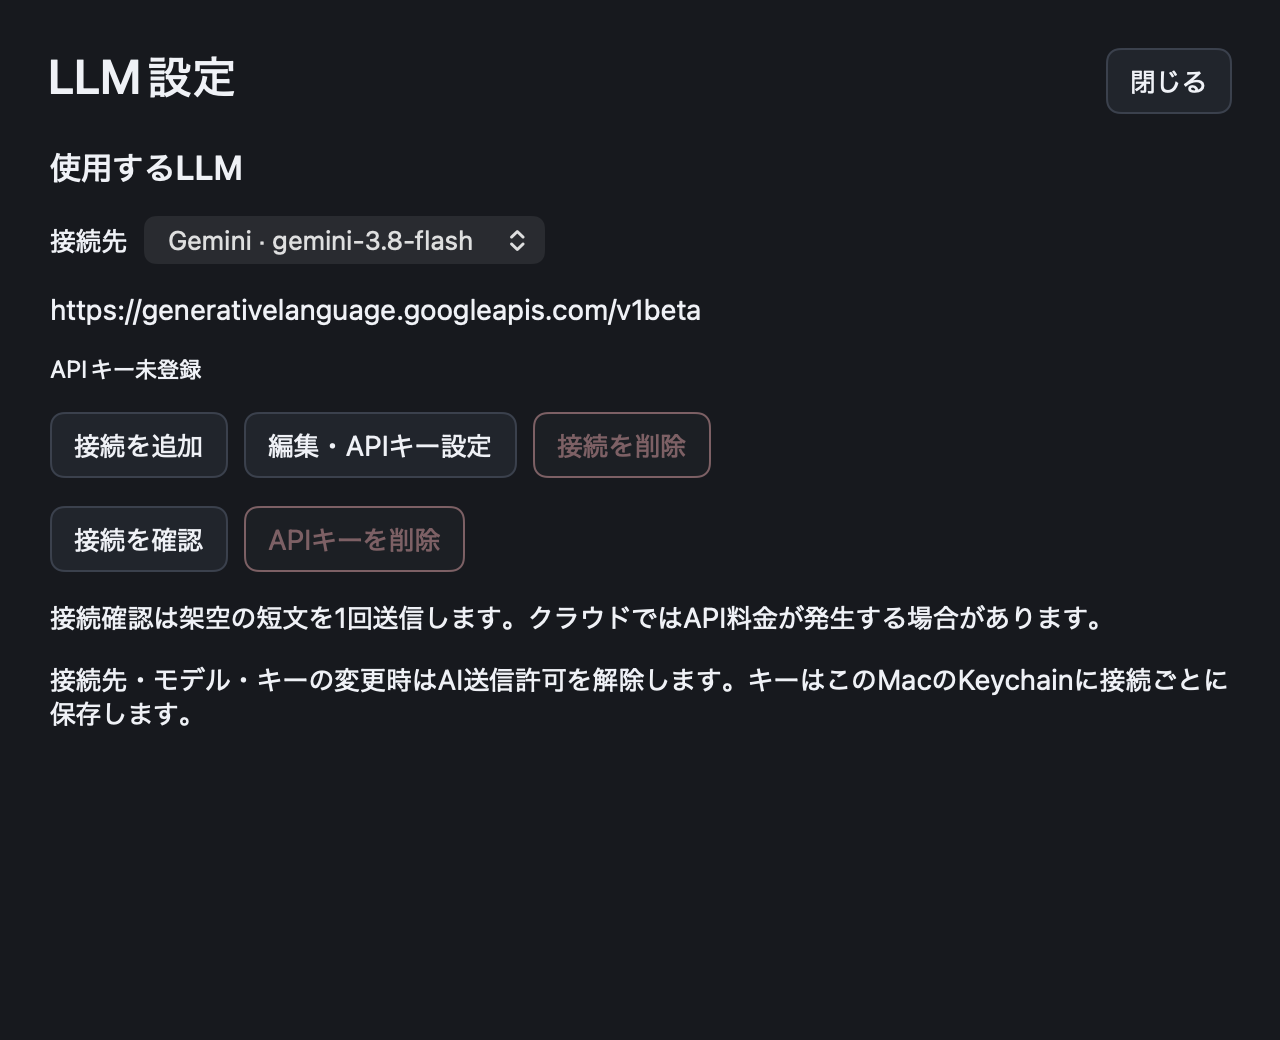 LLM設定
閉じる
使用するLLM
接続先 Gemini · gemini-3.8-flash
https://generativelanguage.googleapis.com/v1beta
APIキー未登録
接続を追加 編集・APIキー設定 接続を削除
接続を確認 APIキーを削除
接続確認は架空の短文を1回送信します。クラウドではAPI料金が発生する場合があります。
接続先・モデル・キーの変更時はAI送信許可を解除します。キーはこのMacのKeychainに接続ごとに
保存します。